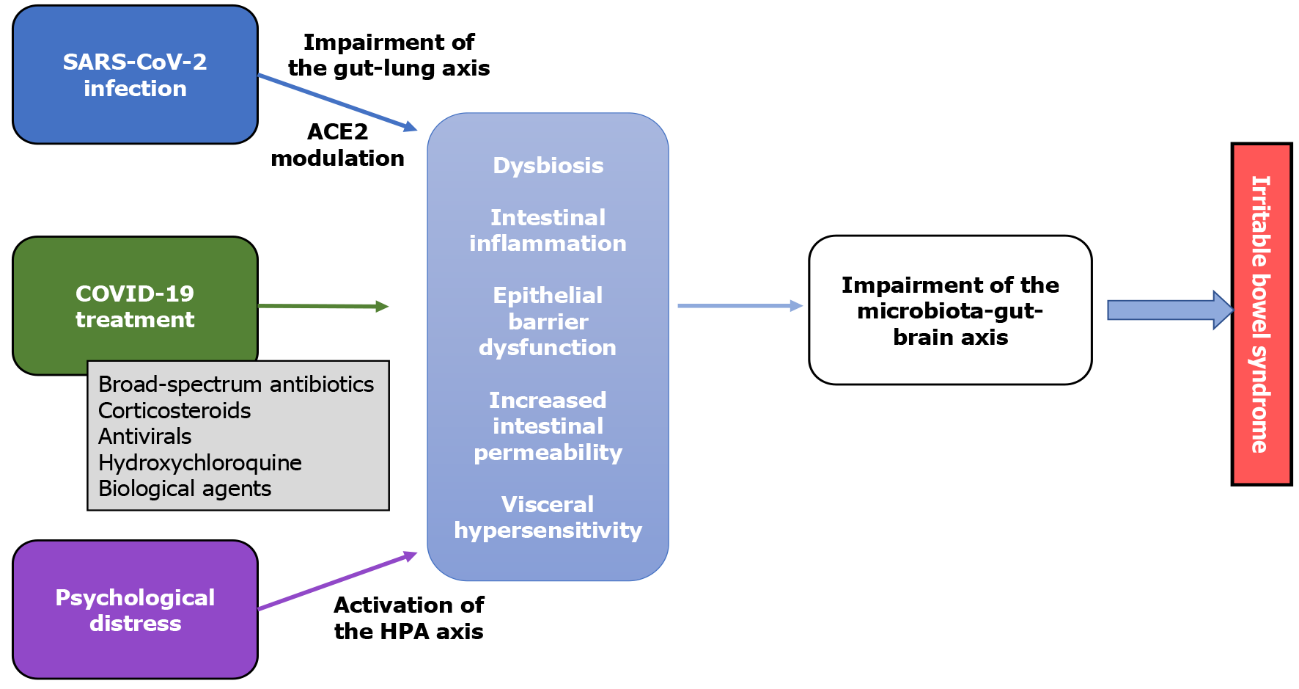 SARS-CoV-2
infection
Impairment of
the gut-lung axis
ACE2
modulation
COVID-19
treatment
Broad-spectrum antibiotics
Corticosteroids
Antivirals
Hydroxychloroquine
Biological agents
Psychological
distress
Activation of
the HPA axis
Dysbiosis
Intestinal
inflammation
Epithelial
barrier
dysfunction
Increased
intestinal
permeability
Visceral
hypersensitivity
Impairment of the
microbiota-gut-
brain axis
Irritable bowel syndrome